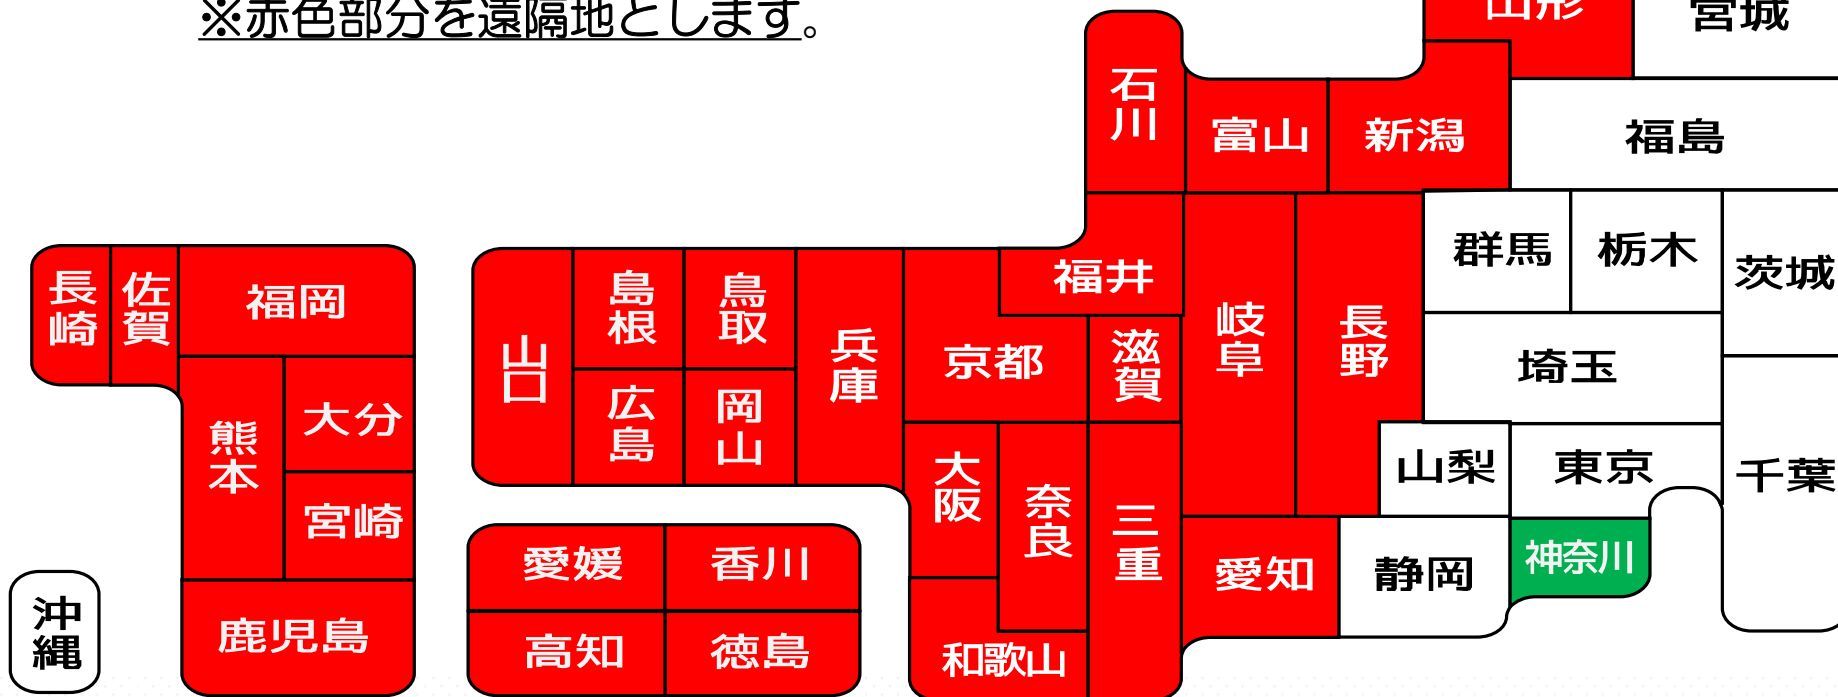 ※赤色部分を遠隔地とします。
山形
宮城
石川
富山
新潟
福島
福井
岐阜
長野
群馬
栃木
茨城
長崎
佐賀
福岡
山口
島根
鳥取
兵庫
京都
滋賀
埼玉
熊本
大分
広島
岡山
大阪
奈良
三重
山梨
東京
千葉
宮崎
愛媛
香川
愛知
静岡
神奈川
沖縄
鹿児島
高知
徳島
和歌山